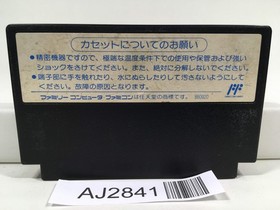 カセットについてのお願い
●精密機器ですので、極端な温度条件下での使用や保管および強い
ショックをさけてください。また、絶対に分解しないでください。
●端子部に手を触れたり、水にぬらしたりして汚さないようにして
ください。故障の原因となります。
ファミリーコンピュータ・ファミコンは任天堂の商標です。
AJ2841